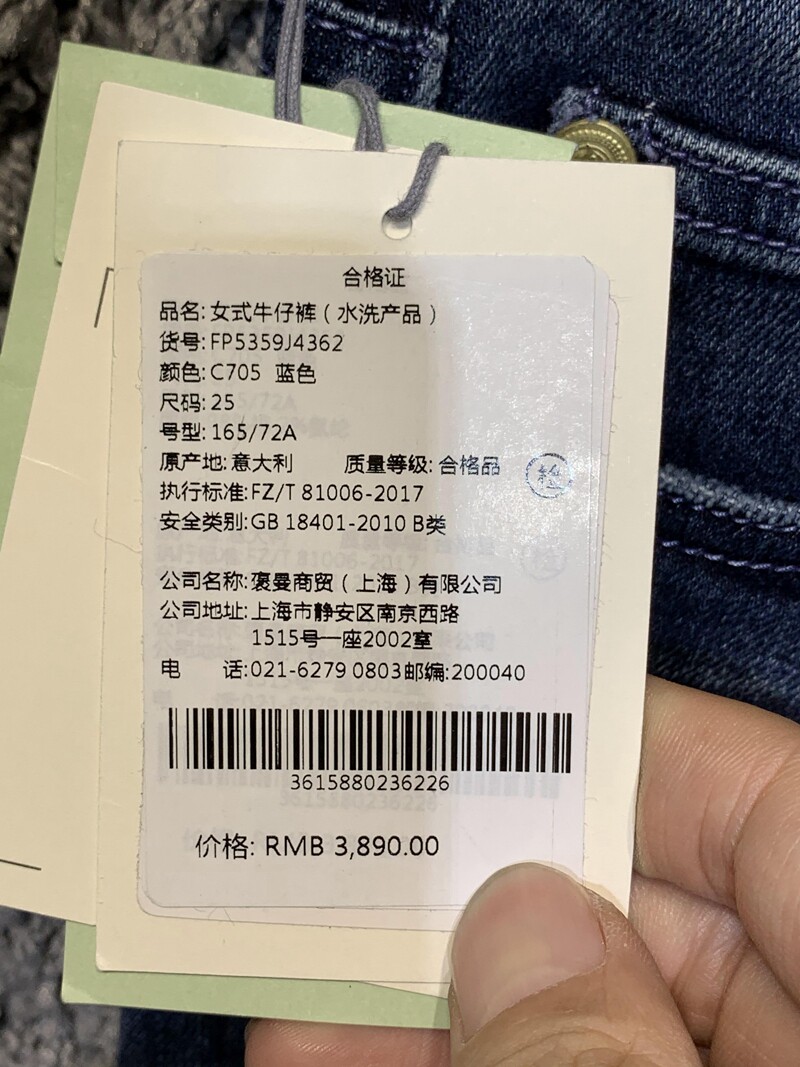 合格证
品名:女式牛仔裤(水洗产品)
货号:FP5359J4362
颜色:C705 蓝色
尺码:25
号型:165/72A
原产地:意大利 质量等级:合格品 检
执行标准:FZ/T 81006-2017
安全类别:GB 18401-2010 B类
公司名称:褒曼商贸(上海)有限公司
公司地址:上海市静安区南京西路
1515号一座2002室
电 话:021-6279 0803邮编:200040
3615880236226
价格: RMB 3,890.00